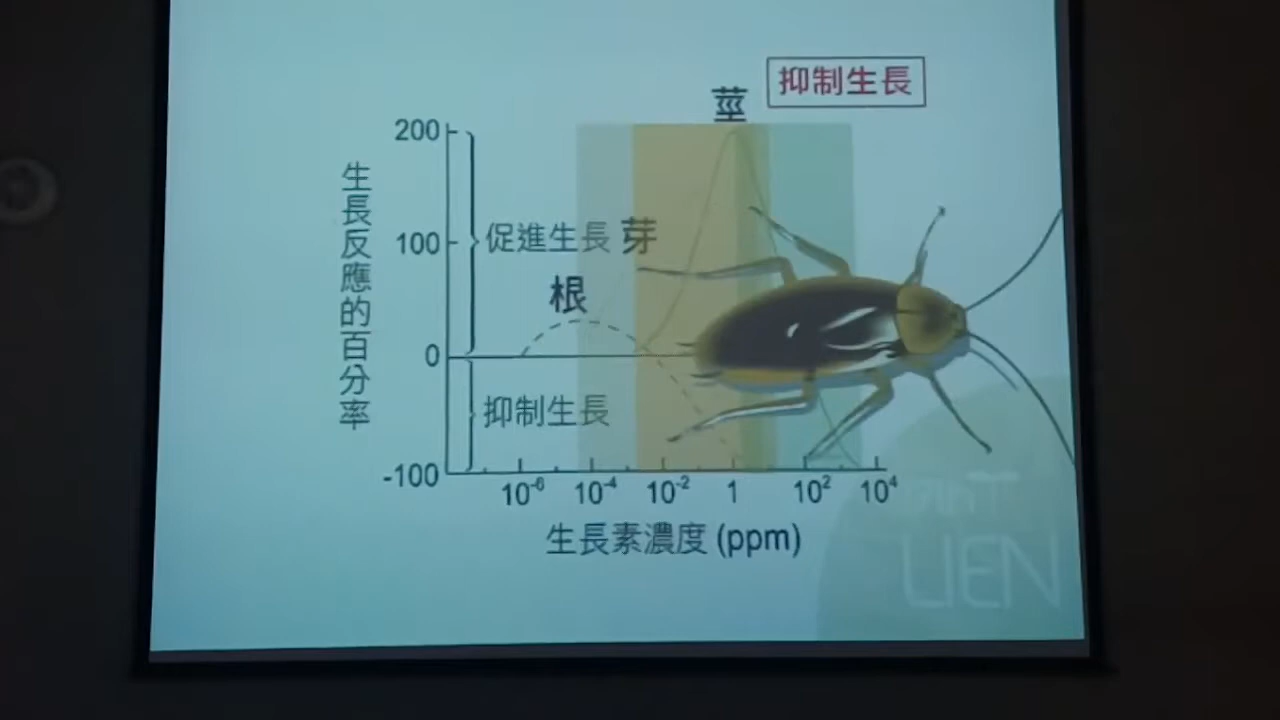 抑制生長
莖
200
生長反應的百分率
100
促進生長 芽
根
0
抑制生長
-100
10-6 10-4 10-2 1 10² 10⁴
生長素濃度 (ppm)
LIEN